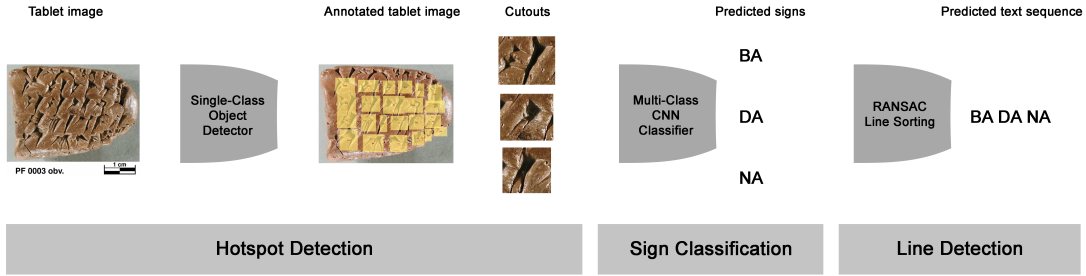 Tablet image
Annotated tablet image
Cutouts
Predicted signs
Predicted text sequence
Single-Class
Object
Detector
Multi-Class
CNN
Classifier
RANSAC
Line Sorting
BA
DA
NA
BA DA NA
PF 0003 obv.
1 cm
Hotspot Detection
Sign Classification
Line Detection